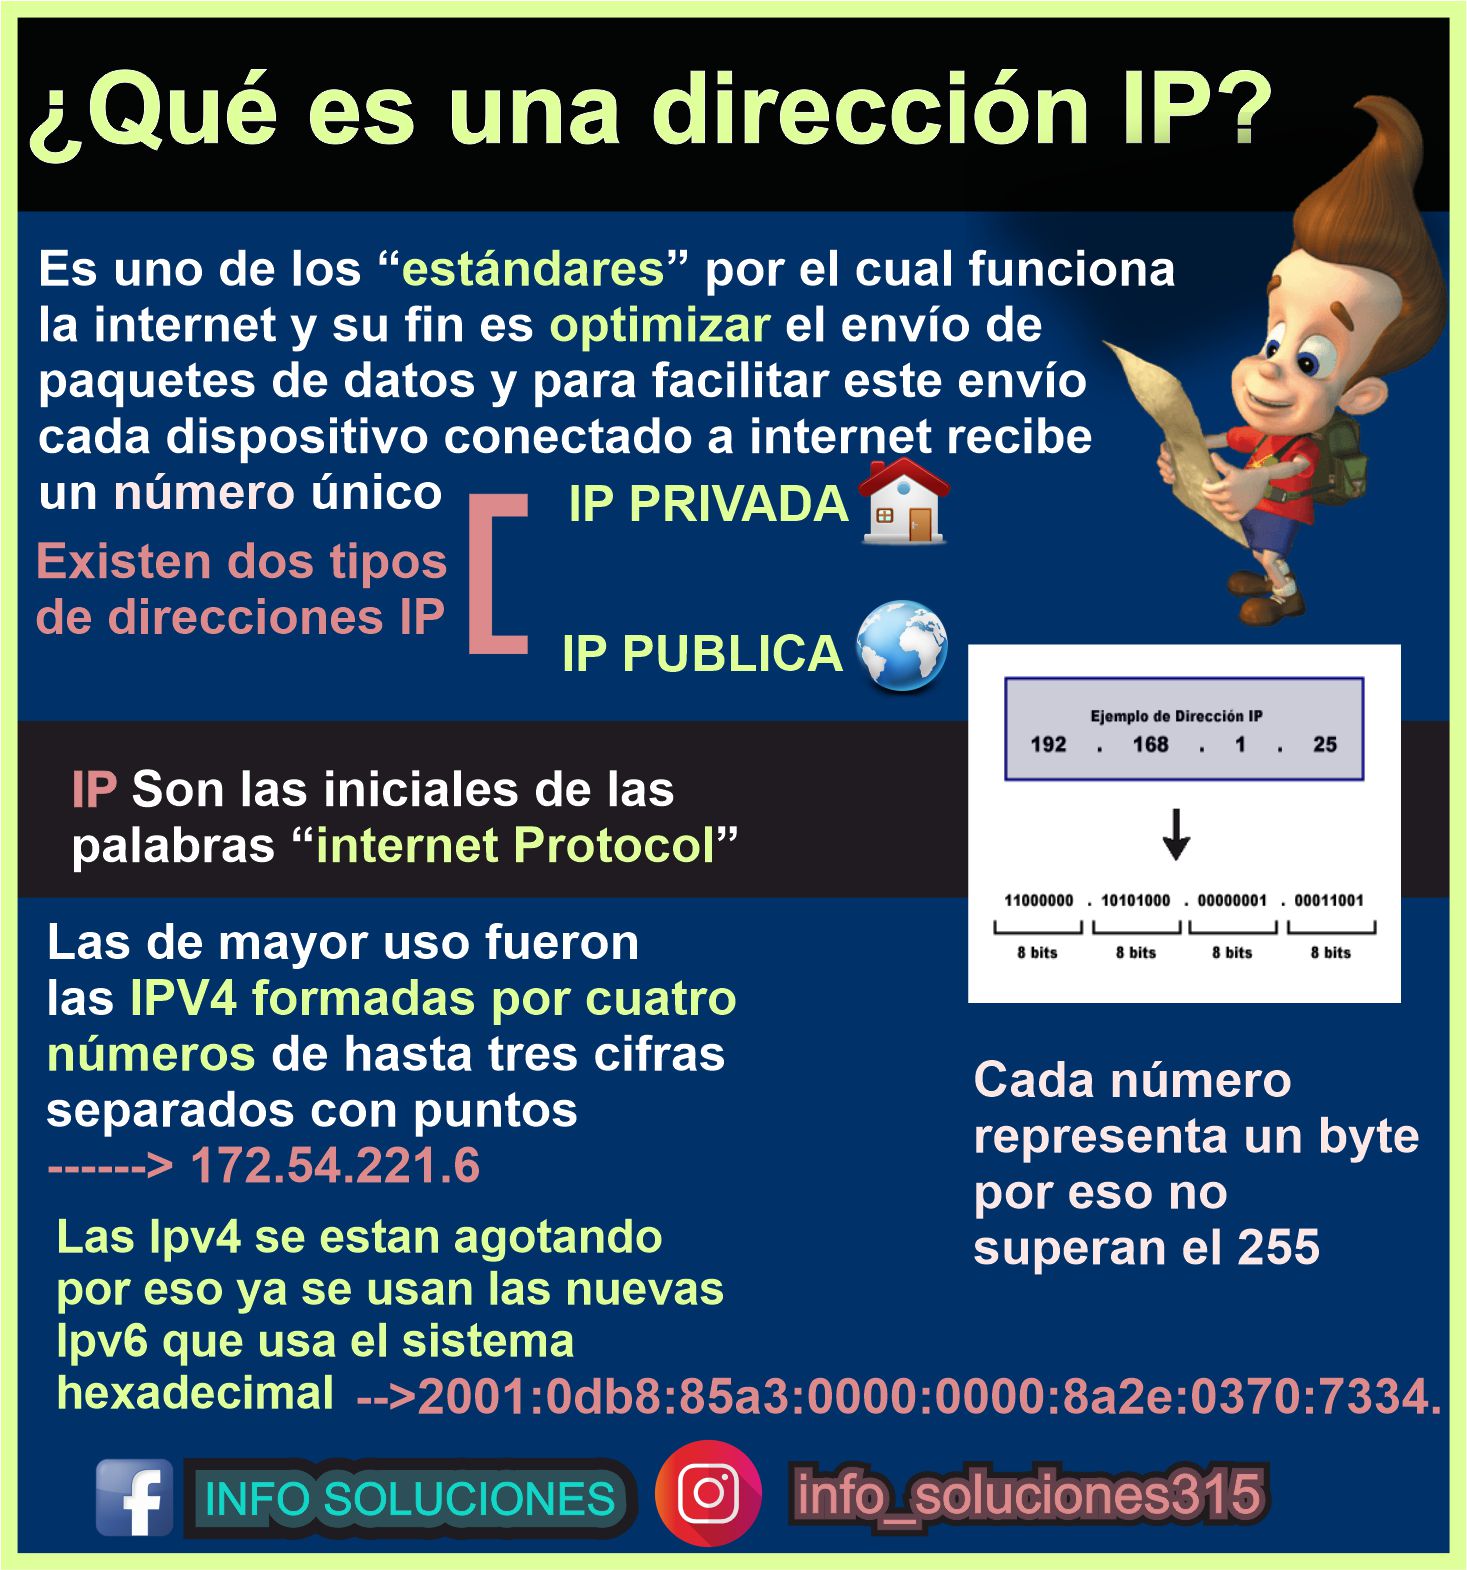 ¿Qué es una dirección IP?
Es uno de los “estándares” por el cual funciona
la internet y su fin es optimizar el envío de
paquetes de datos y para facilitar este envío
cada dispositivo conectado a internet recibe
un número único
Existen dos tipos
de direcciones IP
IP PRIVADA
IP PUBLICA
IP Son las iniciales de las
palabras “internet Protocol”
Ejemplo de Dirección IP
192 . 168 . 1 . 25
11000000 . 10101000 . 00000001 . 00011001
8 bits 8 bits 8 bits 8 bits
Las de mayor uso fueron
las IPV4 formadas por cuatro
números de hasta tres cifras
separados con puntos
------> 172.54.221.6
Cada número
representa un byte
por eso no
superan el 255
Las Ipv4 se estan agotando
por eso ya se usan las nuevas
Ipv6 que usa el sistema
hexadecimal -->2001:0db8:85a3:0000:0000:8a2e:0370:7334.
f INFO SOLUCIONES
info_soluciones315